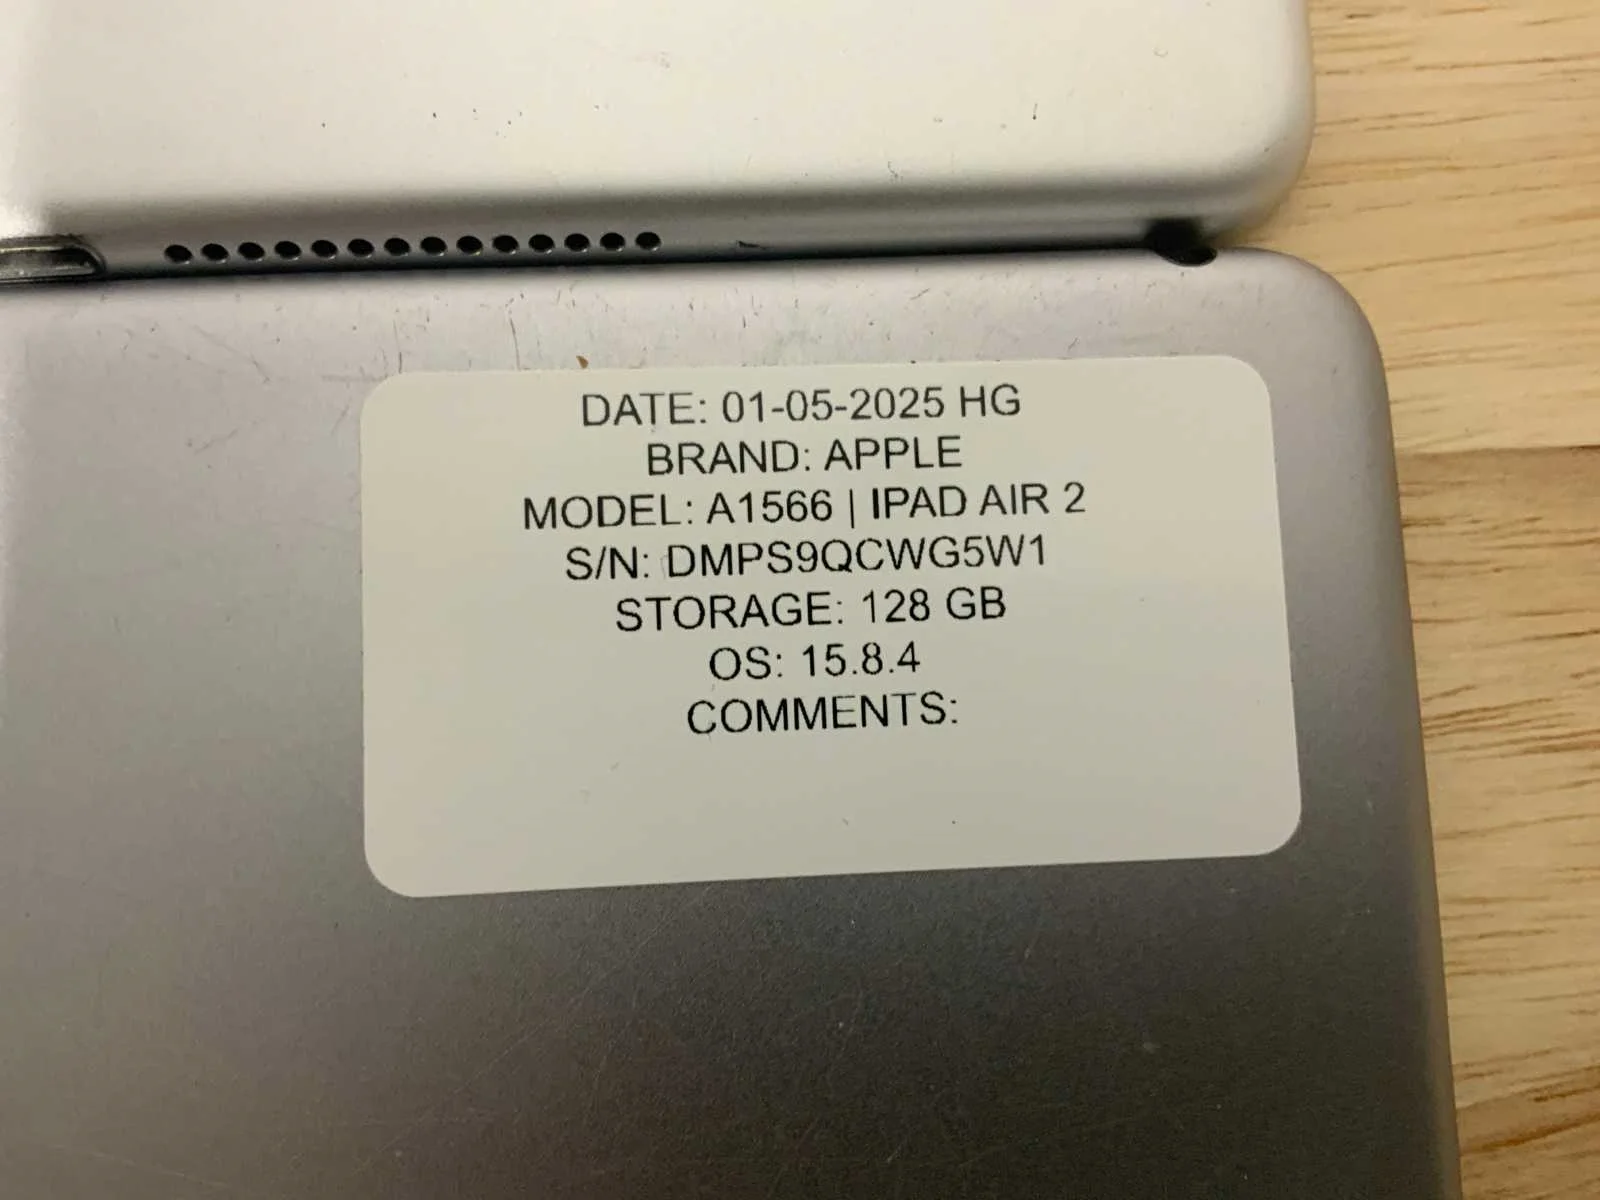 DATE: 01-05-2025 HG
BRAND: APPLE
MODEL: A1566 | IPAD AIR 2
S/N: DMPS9QCWG5W1
STORAGE: 128 GB
OS: 15.8.4
COMMENTS: